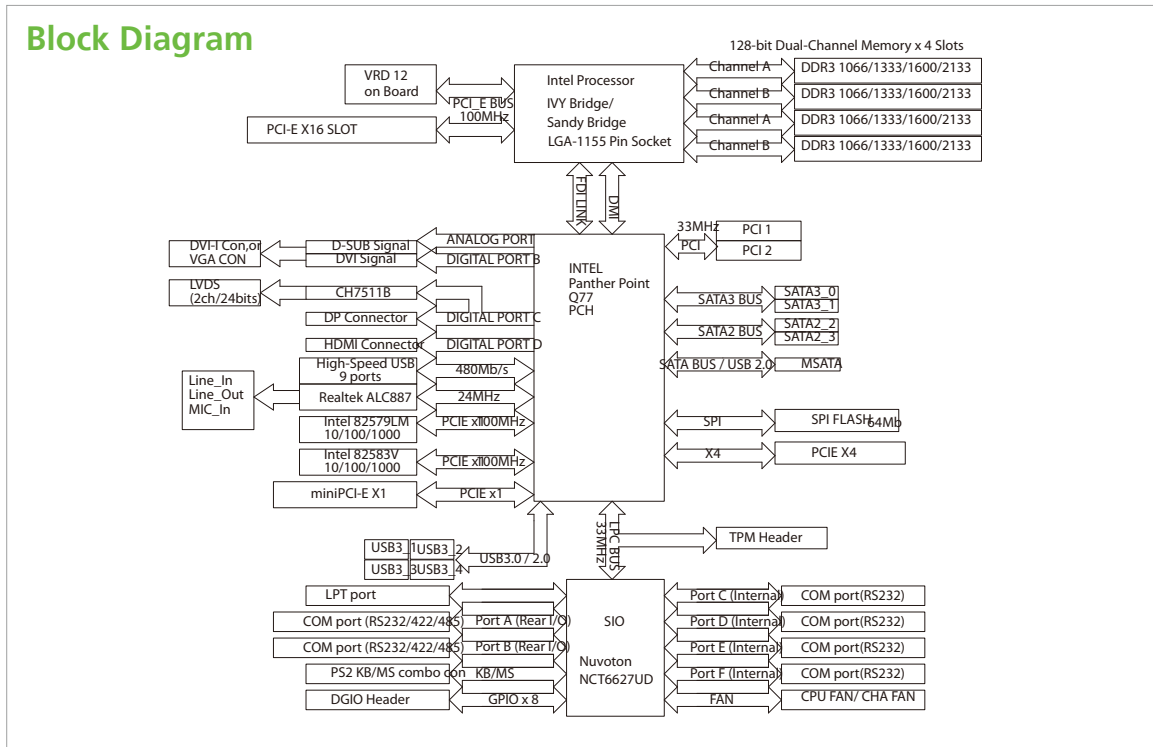 Block Diagram
128-bit Dual-Channel Memory x 4 Slots
VRD 12
on Board
PCI_E BUS
100MHz
PCI-E X16 SLOT
Intel Processor
IVY Bridge/
Sandy Bridge
LGA-1155 Pin Socket
Channel A
DDR3 1066/1333/1600/2133
Channel B
DDR3 1066/1333/1600/2133
Channel A
DDR3 1066/1333/1600/2133
Channel B
DDR3 1066/1333/1600/2133
FDI LINK
DMI
DVI-I Con,or
VGA CON
D-SUB Signal
ANALOG PORT
DVI Signal
DIGITAL PORT B
LVDS
(2ch/24bits)
CH7511B
DP Connector
DIGITAL PORT C
HDMI Connector
DIGITAL PORT D
High-Speed USB
9 ports
480Mb/s
Line_In
Line_Out
MIC_In
Realtek ALC887
24MHz
Intel 82579LM
10/100/1000
PCIE x1
100MHz
Intel 82583V
10/100/1000
PCIE x1
100MHz
miniPCI-E X1
PCIE x1
INTEL
Panther Point
Q77
PCH
33MHz
PCI
PCI 1
PCI 2
SATA3 BUS
SATA3_0
SATA3_1
SATA2 BUS
SATA2_2
SATA2_3
SATA BUS / USB 2.0
MSATA
SPI
SPI FLASH
64Mb
X4
PCIE X4
USB3_1
USB3_2
USB3_3
USB3_4
USB3.0 / 2.0
LPC BUS
33MHz
TPM Header
LPT port
COM port (RS232/422/485)
Port A (Rear I/O)
COM port (RS232/422/485)
Port B (Rear I/O)
PS2 KB/MS combo con
KB/MS
DGIO Header
GPIO x 8
SIO
Nuvoton
NCT6627UD
Port C (Internal)
COM port(RS232)
Port D (Internal)
COM port(RS232)
Port E (Internal)
COM port(RS232)
Port F (Internal)
COM port(RS232)
FAN
CPU FAN/ CHA FAN